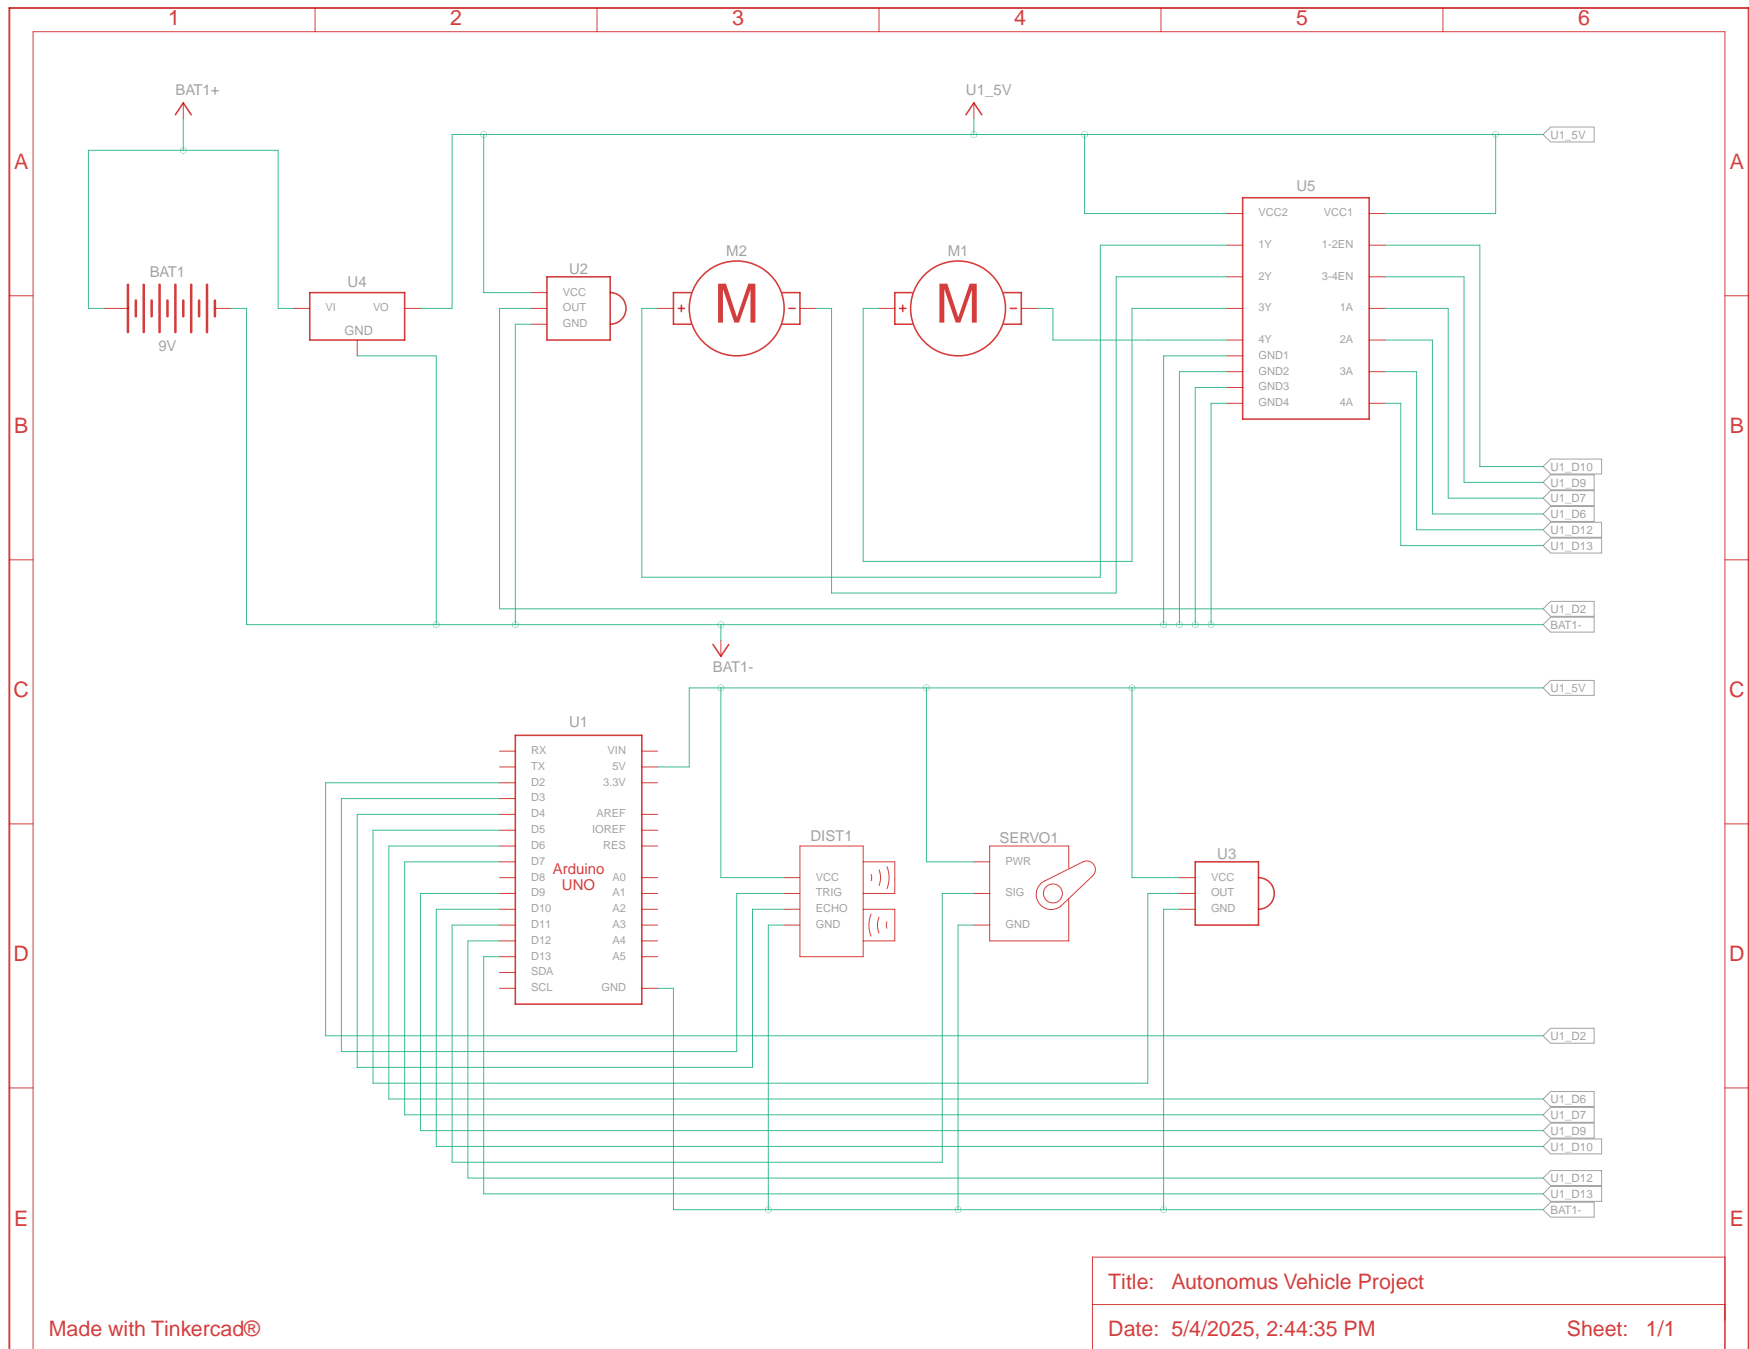 1 2 3 4 5 6
BAT1+
U1_5V
U1_5V
A
A
U5
VCC2 VCC1
1Y 1-2EN
2Y 3-4EN
3Y 1A
4Y 2A
GND1
GND2 3A
GND3
GND4 4A
BAT1
9V
U4
VI VO
GND
U2
VCC
OUT
GND
M2
+ M -
M1
+ M -
B
B
U1_D10
U1_D9
U1_D7
U1_D6
U1_D12
U1_D13
U1_D2
BAT1-
BAT1-
C
C
U1_5V
U1
RX VIN
TX 5V
D2 3.3V
D3
D4 AREF
D5 IOREF
D6 RES
D7
Arduino
UNO
D8 A0
D9 A1
D10 A2
D11 A3
D12 A4
D13 A5
SDA
SCL GND
DIST1
VCC
TRIG
ECHO
GND
SERVO1
PWR
SIG
GND
U3
VCC
OUT
GND
D
D
U1_D2
U1_D6
U1_D7
U1_D9
U1_D10
U1_D12
U1_D13
BAT1-
E
E
Title: Autonomus Vehicle Project
Made with Tinkercad®
Date: 5/4/2025, 2:44:35 PM Sheet: 1/1